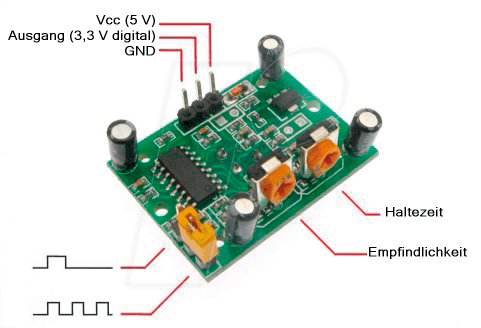 Vcc (5 V)
Ausgang (3,3 V digital)
GND
Haltezeit
Empfindlichkeit